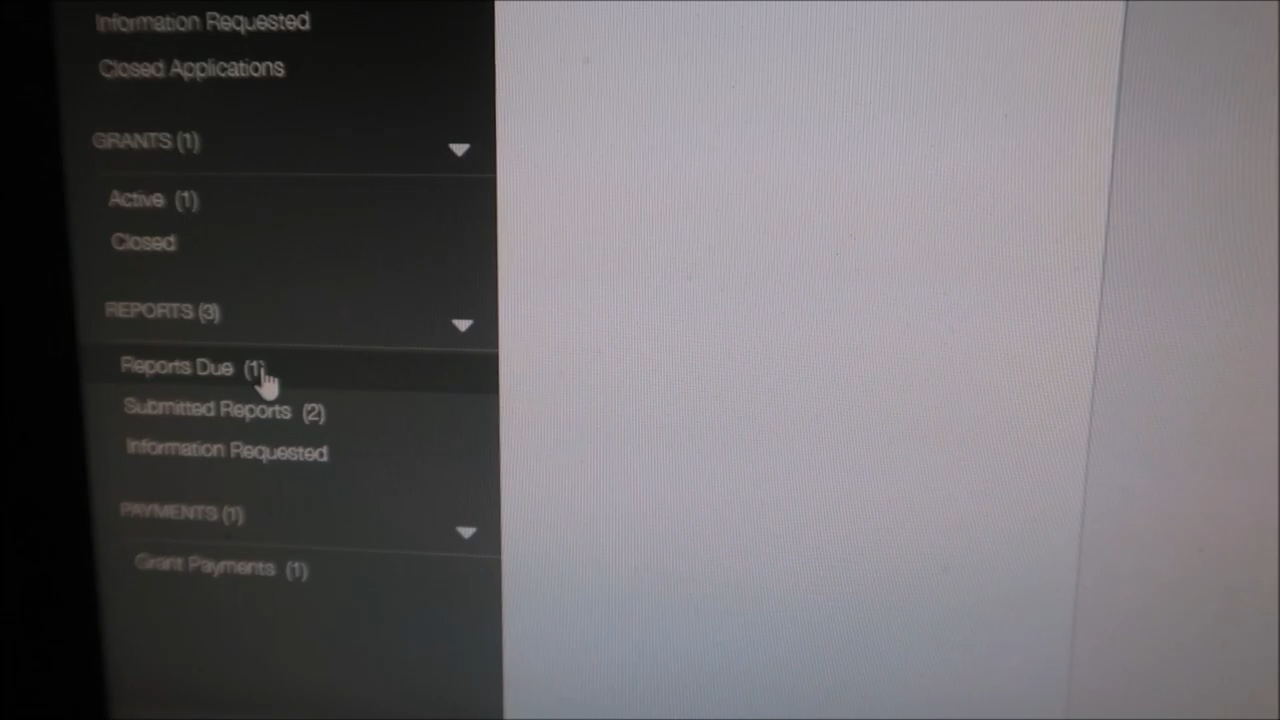 Information Requested
Closed Applications
GRANTS (1)
Active (1)
Closed
REPORTS (3)
Reports Due (1)
Submitted Reports (2)
Information Requested
PAYMENTS (1)
Grant Payments (1)